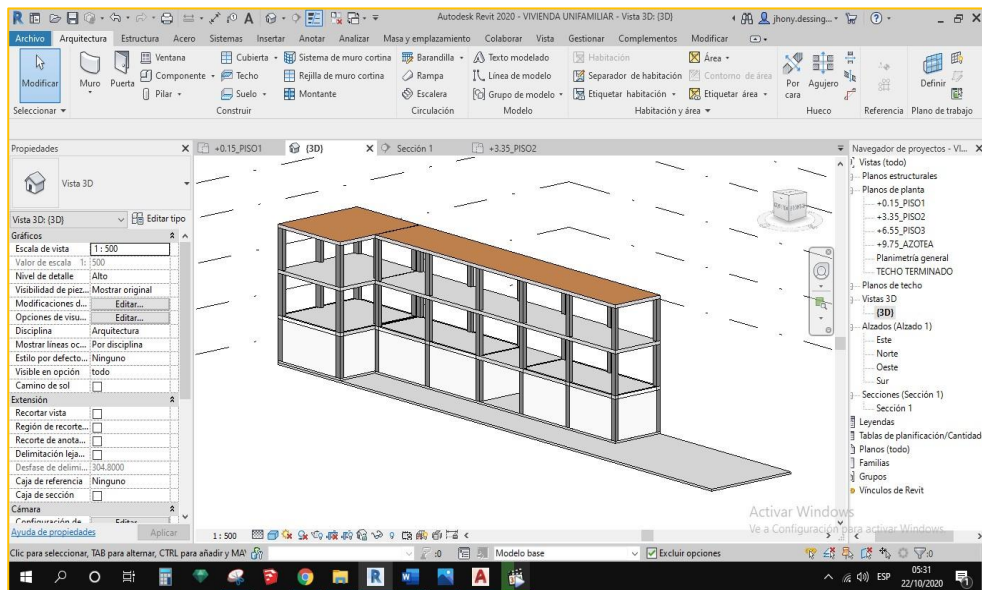 Autodesk Revit 2020 - VIVIENDA UNIFAMILIAR - Vista 3D: {3D}
jhony.dessing...
Archivo Arquitectura Estructura Acero Sistemas Insertar Anotar Analizar Masa y emplazamiento Colaborar Vista Gestionar Complementos Modificar
Modificar
Muro
Puerta
Ventana
Componente
Pilar
Cubierta
Techo
Suelo
Sistema de muro cortina
Rejilla de muro cortina
Montante
Barandilla
Rampa
Escalera
Texto modelado
Línea de modelo
Grupo de modelo
Habitación
Separador de habitación
Etiquetar habitación
Área
Contorno de área
Etiquetar área
Por cara
Agujero
Definir
Seleccionar
Construir
Circulación
Modelo
Habitación y área
Hueco
Referencia
Plano de trabajo
Propiedades X
+0.15_PISO1
{3D} X
Sección 1
+3.35_PISO2
Navegador de proyectos - VI... X
Vista 3D
Vista 3D: {3D} Editar tipo
Gráficos
Escala de vista 1 : 500
Valor de escala 1: 500
Nivel de detalle Alto
Visibilidad de piez... Mostrar original
Modificaciones d... Editar...
Opciones de visu... Editar...
Disciplina Arquitectura
Mostrar líneas oc... Por disciplina
Estilo por defecto... Ninguno
Visible en opción todo
Camino de sol
Extensión
Recortar vista
Región de recorte...
Recorte de anota...
Delimitación leja...
Desfase de delimi... 304.8000
Caja de referencia Ninguno
Caja de sección
Cámara
Configuración de Editar
Ayuda de propiedades Aplicar
Vistas (todo)
Planos estructurales
Planos de planta
+0.15_PISO1
+3.35_PISO2
+6.55_PISO3
+9.75_AZOTEA
Planimetría general
TECHO TERMINADO
Planos de techo
Vistas 3D
{3D}
Alzados (Alzado 1)
Este
Norte
Oeste
Sur
Secciones (Sección 1)
Sección 1
Leyendas
Tablas de planificación/Cantidad
Planos (todo)
Familias
Grupos
Vínculos de Revit
Activar Windows
Ve a Configuración para activar Windows.
1 : 500
Clic para seleccionar, TAB para alternar, CTRL para añadir y MAY
:0
Modelo base
Excluir opciones
:0
ESP
05:31
22/10/2020